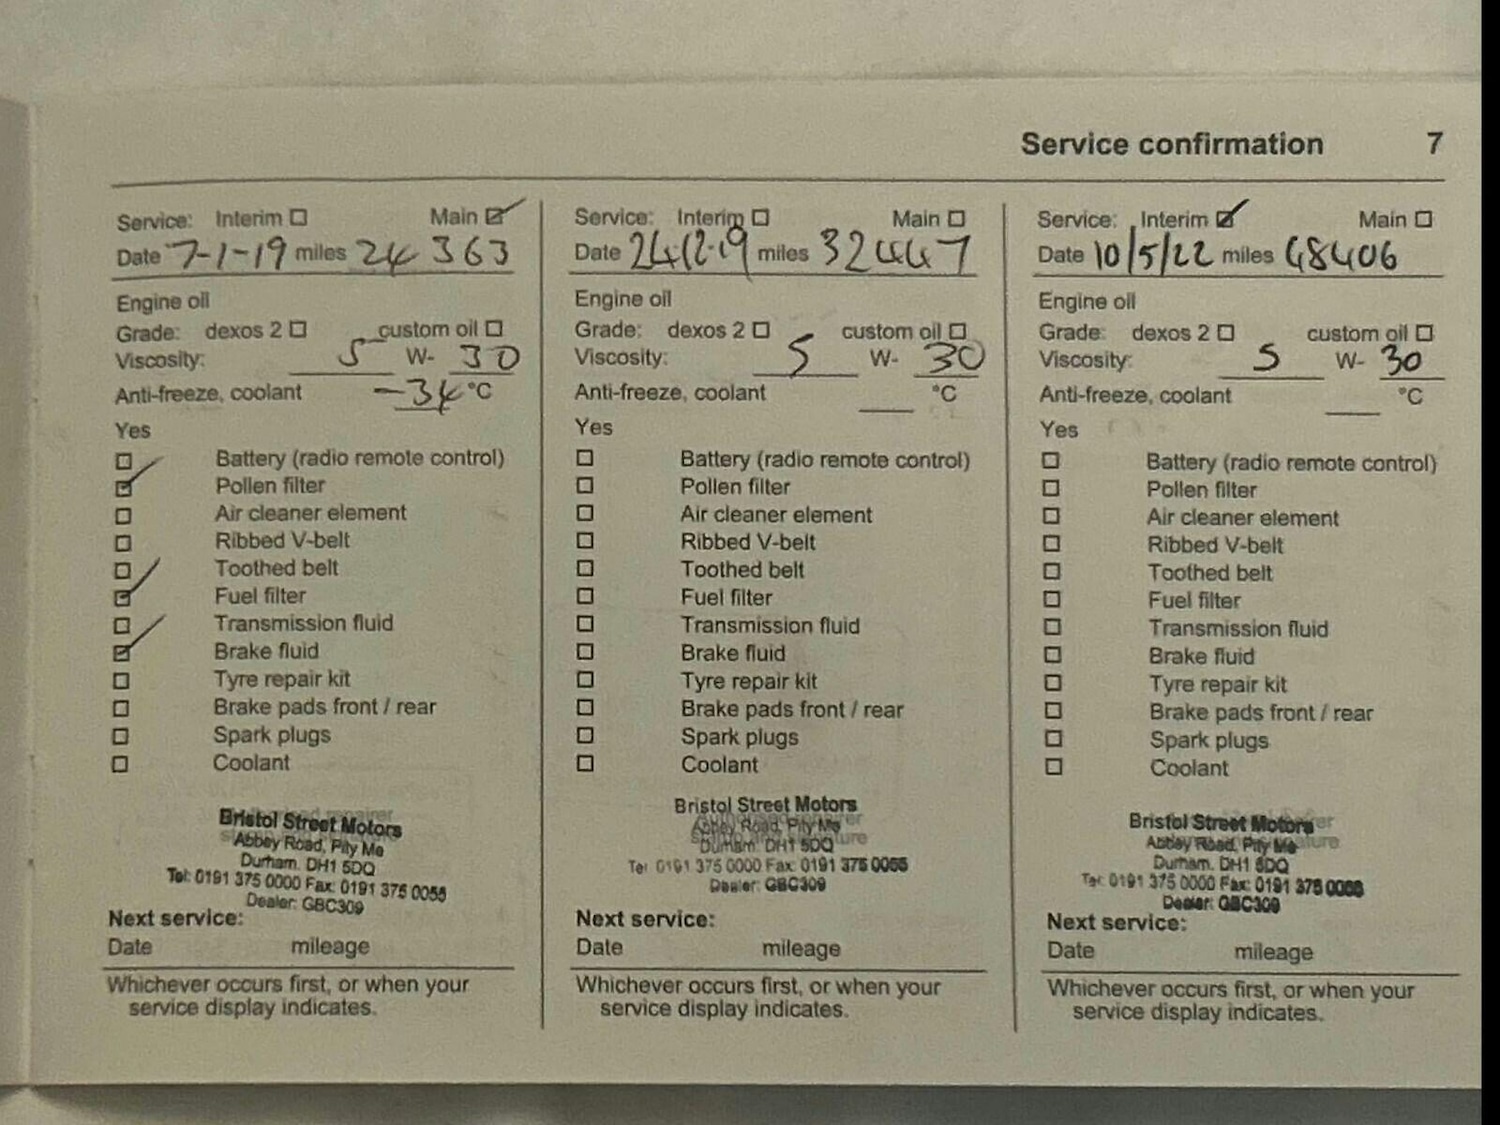 Service confirmation 7
Service: Interim ☐ Main ☑
Date 7-1-19 miles 24 363
Engine oil
Grade: dexos 2 ☐ custom oil ☐
Viscosity: 5 W- 30
Anti-freeze, coolant -34 °C
Yes
☐ Battery (radio remote control)
☑ Pollen filter
☐ Air cleaner element
☐ Ribbed V-belt
☐ Toothed belt
☑ Fuel filter
☐ Transmission fluid
☑ Brake fluid
☐ Tyre repair kit
☐ Brake pads front / rear
☐ Spark plugs
☐ Coolant
Bristol Street Motors
Abbey Road, Pity Me
Durham. DH1 5DQ
Tel: 0191 375 0000 Fax: 0191 375 0055
Dealer: GBC309
Next service:
Date mileage
Whichever occurs first, or when your
service display indicates.
Service: Interim ☐ Main ☐
Date 24-12-19 miles 32447
Engine oil
Grade: dexos 2 ☐ custom oil ☐
Viscosity: 5 W- 30
Anti-freeze, coolant °C
Yes
☐ Battery (radio remote control)
☐ Pollen filter
☐ Air cleaner element
☐ Ribbed V-belt
☐ Toothed belt
☐ Fuel filter
☐ Transmission fluid
☐ Brake fluid
☐ Tyre repair kit
☐ Brake pads front / rear
☐ Spark plugs
☐ Coolant
Bristol Street Motors
Abbey Road, Pity Me
Durham. DH1 5DQ
Tel: 0191 375 0000 Fax: 0191 375 0055
Dealer: GBC309
Next service:
Date mileage
Whichever occurs first, or when your
service display indicates.
Service: Interim ☑ Main ☐
Date 10/5/22 miles 68406
Engine oil
Grade: dexos 2 ☐ custom oil ☐
Viscosity: 5 W- 30
Anti-freeze, coolant °C
Yes
☐ Battery (radio remote control)
☐ Pollen filter
☐ Air cleaner element
☐ Ribbed V-belt
☐ Toothed belt
☐ Fuel filter
☐ Transmission fluid
☐ Brake fluid
☐ Tyre repair kit
☐ Brake pads front / rear
☐ Spark plugs
☐ Coolant
Bristol Street Motors
Abbey Road, Pity Me
Durham. DH1 5DQ
Tel: 0191 375 0000 Fax: 0191 375 0055
Dealer: GBC309
Next service:
Date mileage
Whichever occurs first, or when your
service display indicates.